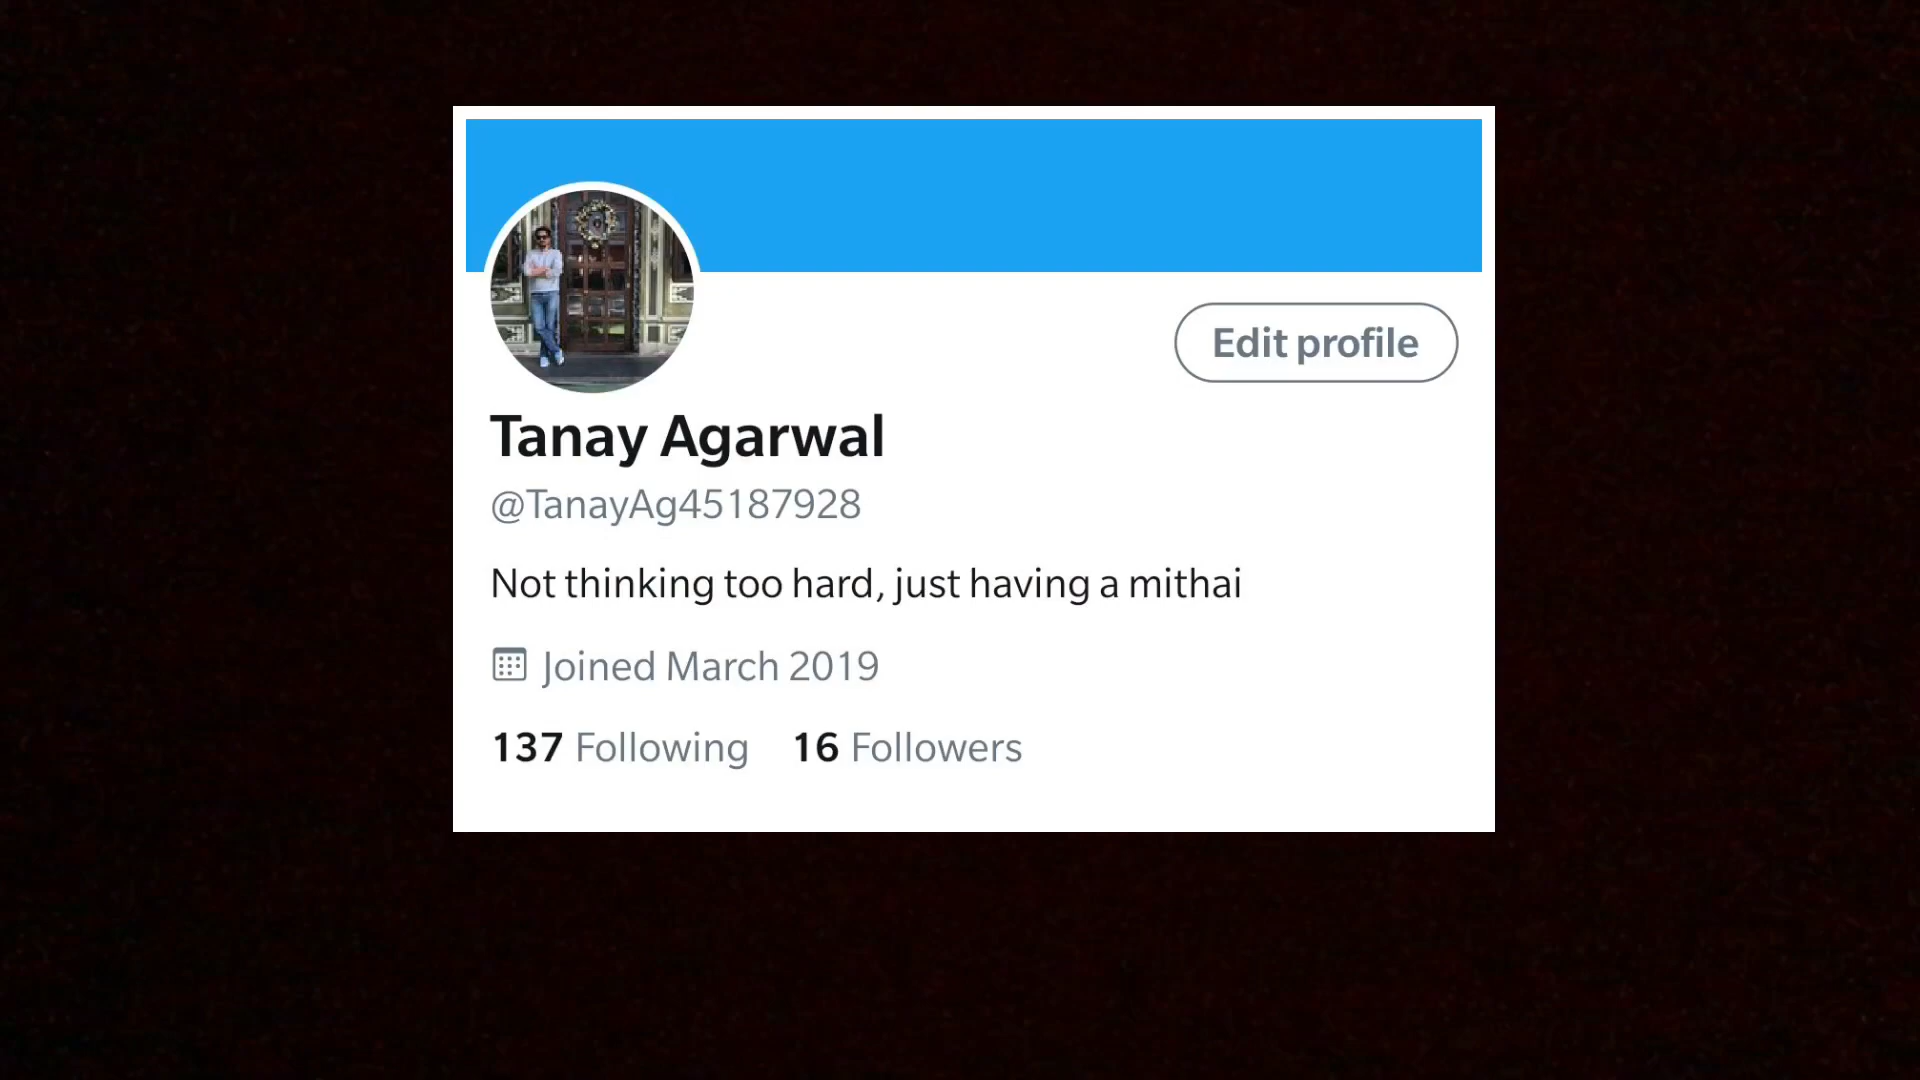 Edit profile
Tanay Agarwal
@TanayAg45187928
Not thinking too hard, just having a mithai
Joined March 2019
137 Following 16 Followers